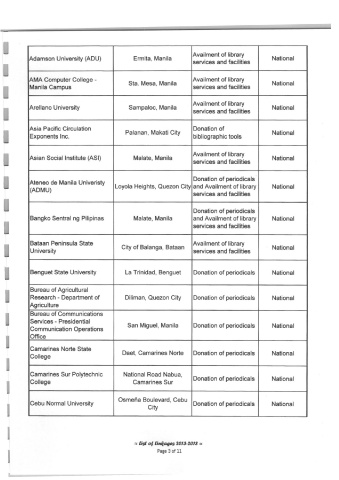 Adamson University (ADU) Ermita, Manila Availment of library National
services and facilities
AMA Computer College - Sta. Mesa, Manila Availment of library National
Manila Campus services and facilities
Arellano University Sampaloc, Manila Availment of library National
services and facilities
Asia Pacific Circulation Palanan, Makati City Donation of National
Exponents Inc. bibliographic tools
Asian Social Institute (ASI) Malate, Manila Availment of library National
services and facilities
Ateneo de Manila Univeristy Loyola Heights, Quezon City Donation of periodicals National
(ADMU) and Availment of library
services and facilities
Bangko Sentral ng Pilipinas Malate, Manila Donation of periodicals National
and Availment of library
services and facilities
Bataan Peninsula State City of Balanga, Bataan Availment of library National
University services and facilities
Benguet State University La Trinidad, Benguet Donation of periodicals National
Bureau of Agricultural Diliman, Quezon City Donation of periodicals National
Research - Department of
Agriculture
Bureau of Communications San Miguel, Manila Donation of periodicals National
Services - Presidential
Communication Operations
Office
Camarines Norte State Daet, Camarines Norte Donation of periodicals National
College
Camarines Sur Polytechnic National Road Nabua, Donation of periodicals National
College Camarines Sur
Cebu Normal University Osmeña Boulevard, Cebu Donation of periodicals National
City
List of Linkages 2013-2015
Page 3 of 11